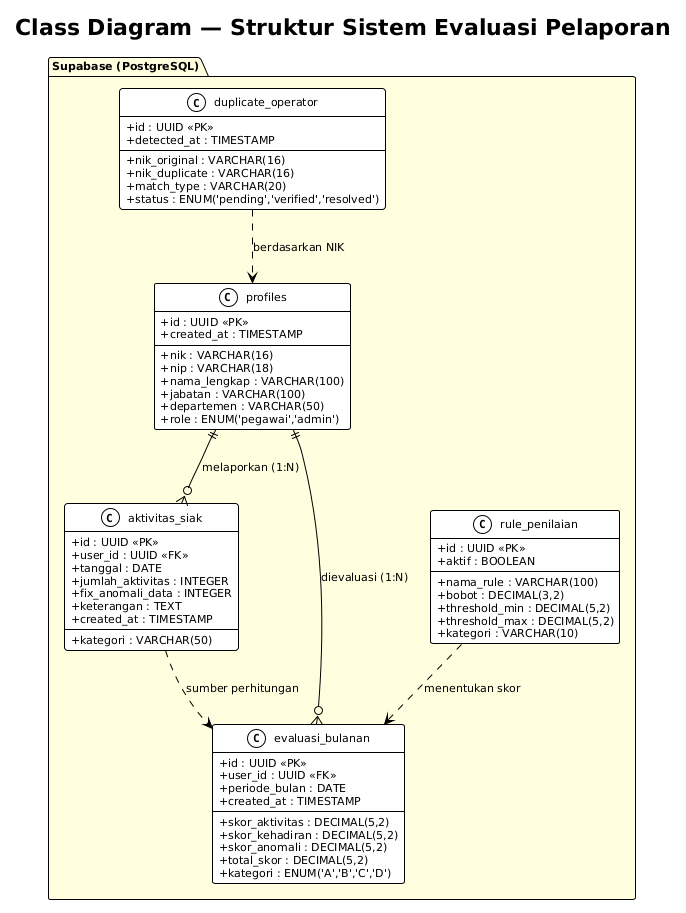 Class Diagram — Struktur Sistem Evaluasi Pelaporan
Supabase (PostgreSQL)
C duplicate_operator
+id : UUID «PK»
+detected_at : TIMESTAMP
+nik_original : VARCHAR(16)
+nik_duplicate : VARCHAR(16)
+match_type : VARCHAR(20)
+status : ENUM('pending','verified','resolved')
berdasarkan NIK
C profiles
+id : UUID «PK»
+created_at : TIMESTAMP
+nik : VARCHAR(16)
+nip : VARCHAR(18)
+nama_lengkap : VARCHAR(100)
+jabatan : VARCHAR(100)
+departemen : VARCHAR(50)
+role : ENUM('pegawai','admin')
melaporkan (1:N)
C aktivitas_siak
+id : UUID «PK»
+user_id : UUID «FK»
+tanggal : DATE
+jumlah_aktivitas : INTEGER
+fix_anomali_data : INTEGER
+keterangan : TEXT
+created_at : TIMESTAMP
+kategori : VARCHAR(50)
dievaluasi (1:N)
C rule_penilaian
+id : UUID «PK»
+aktif : BOOLEAN
+nama_rule : VARCHAR(100)
+bobot : DECIMAL(3,2)
+threshold_min : DECIMAL(5,2)
+threshold_max : DECIMAL(5,2)
+kategori : VARCHAR(10)
sumber perhitungan
menentukan skor
C evaluasi_bulanan
+id : UUID «PK»
+user_id : UUID «FK»
+periode_bulan : DATE
+created_at : TIMESTAMP
+skor_aktivitas : DECIMAL(5,2)
+skor_kehadiran : DECIMAL(5,2)
+skor_anomali : DECIMAL(5,2)
+total_skor : DECIMAL(5,2)
+kategori : ENUM('A','B','C','D')